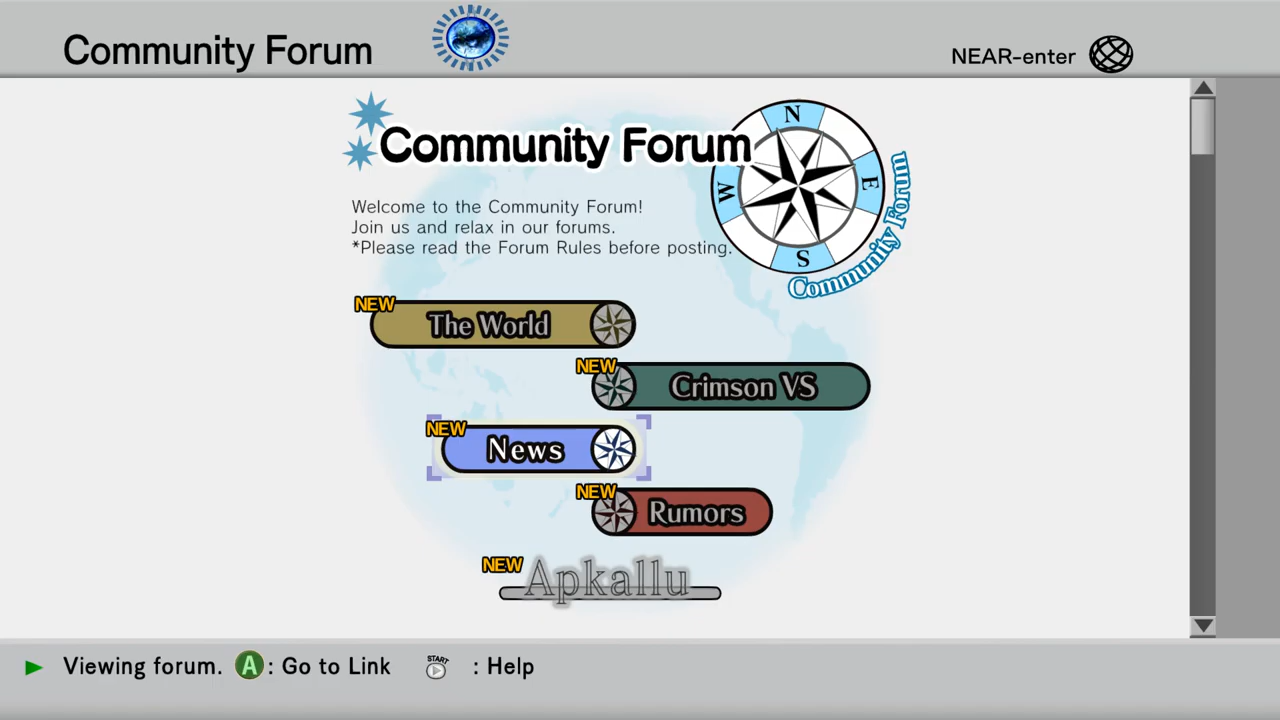 Community Forum
NEAR-enter
Community Forum
N
E
S
W
Community Forum
Welcome to the Community Forum!
Join us and relax in our forums.
*Please read the Forum Rules before posting.
NEW
The World
NEW
Crimson VS
NEW
News
NEW
Rumors
NEW
Apkallu
Viewing forum. A : Go to Link START : Help